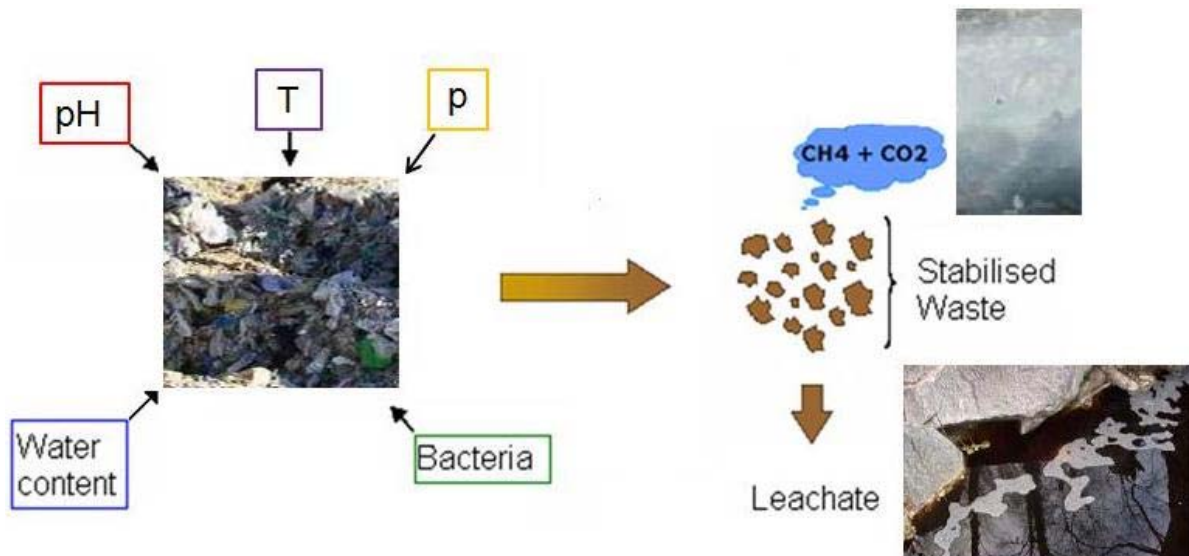 pH
T
p
CH4 + CO2
Stabilised
Waste
Water
content
Bacteria
Leachate